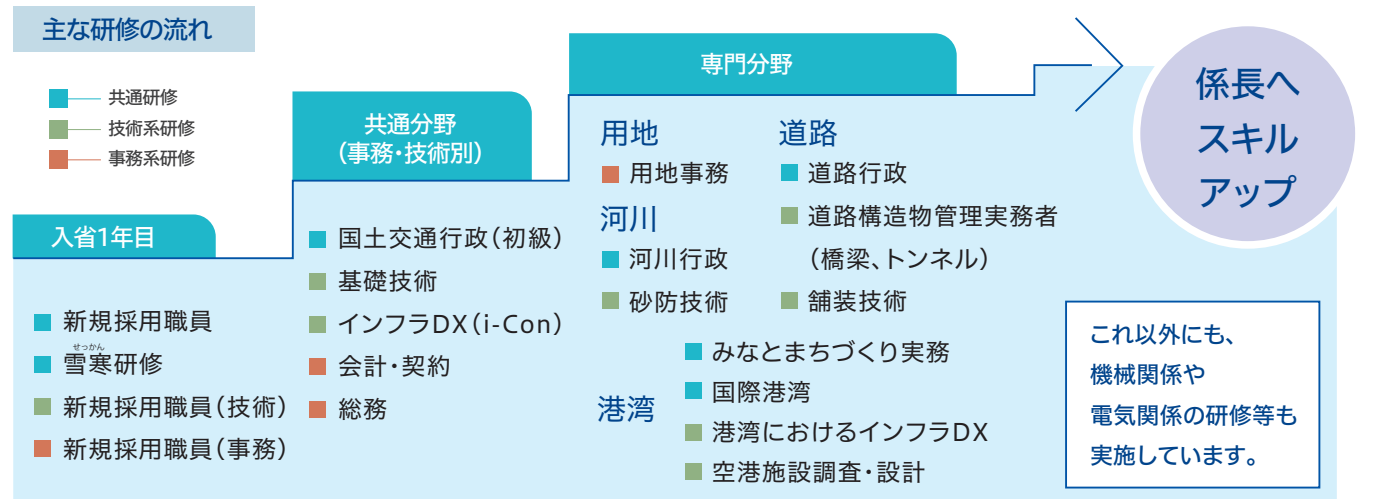 主な研修の流れ
共通研修
技術系研修
事務系研修
入省1年目
新規採用職員
せっかん
雪寒研修
新規採用職員(技術)
新規採用職員(事務)
共通分野
(事務・技術別)
国土交通行政(初級)
基礎技術
インフラDX(i-Con)
会計・契約
総務
専門分野
用地
用地事務
河川
河川行政
砂防技術
道路
道路行政
道路構造物管理実務者
(橋梁、トンネル)
舗装技術
港湾
みなとまちづくり実務
国際港湾
港湾におけるインフラDX
空港施設調査・設計
係長へ
スキル
アップ
これ以外にも、
機械関係や
電気関係の研修等も
実施しています。